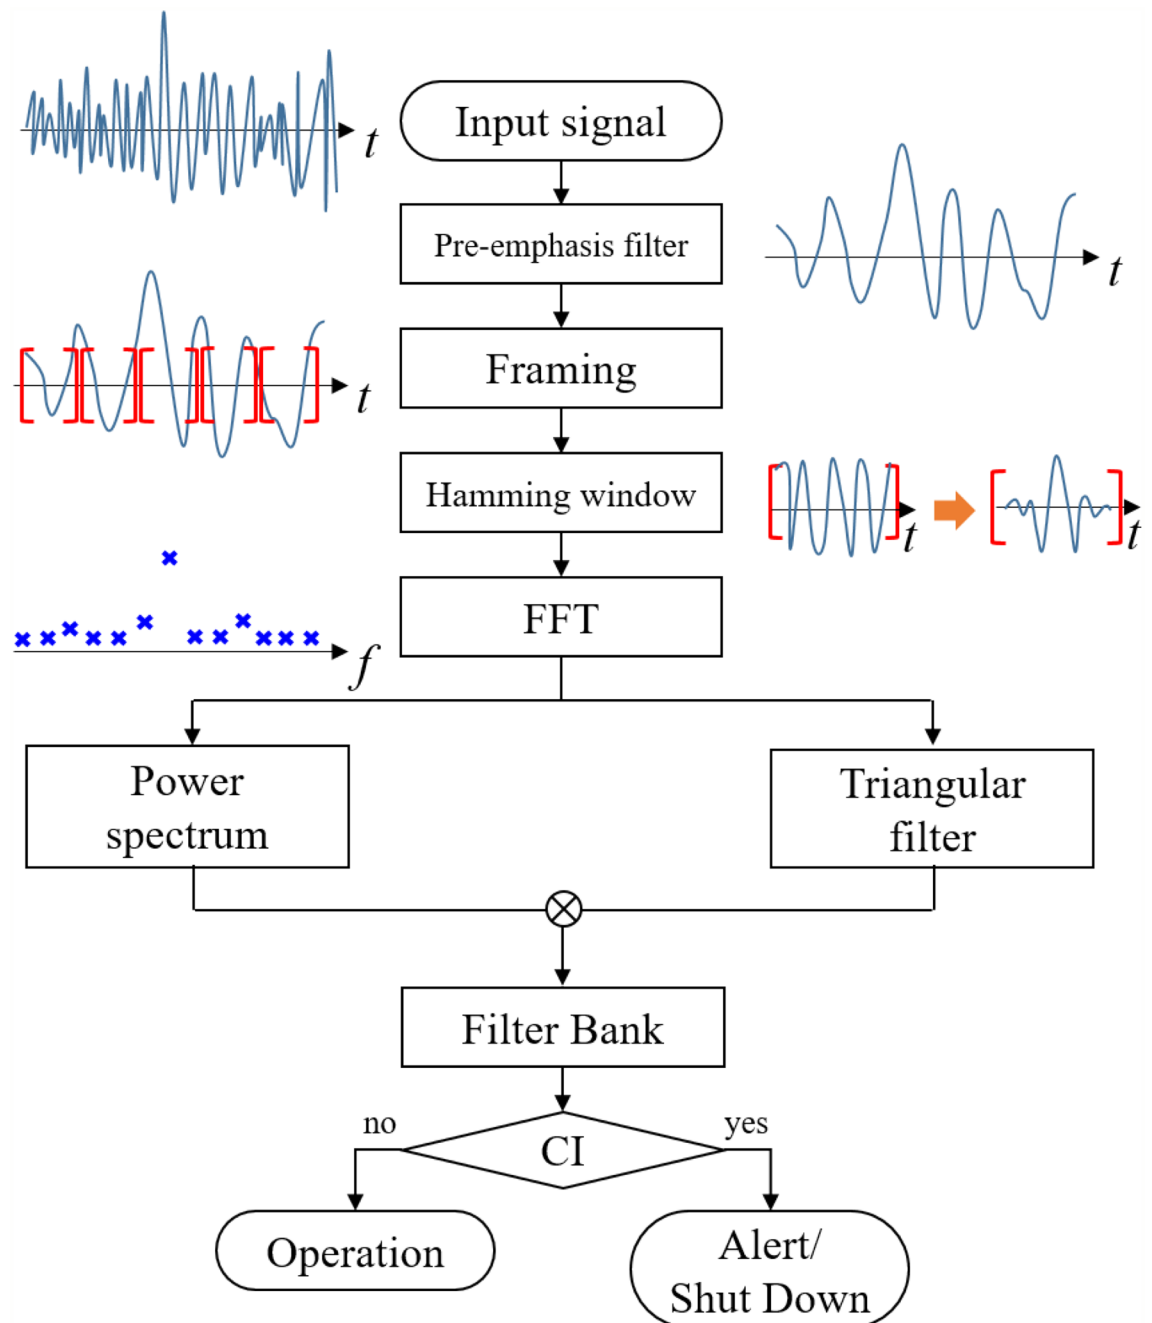 Input signal
t
Pre-emphasis filter
t
Framing
t
Hamming window
t
t
FFT
f
Power
spectrum
Triangular
filter
Filter Bank
no
yes
CI
Operation
Alert/
Shut Down